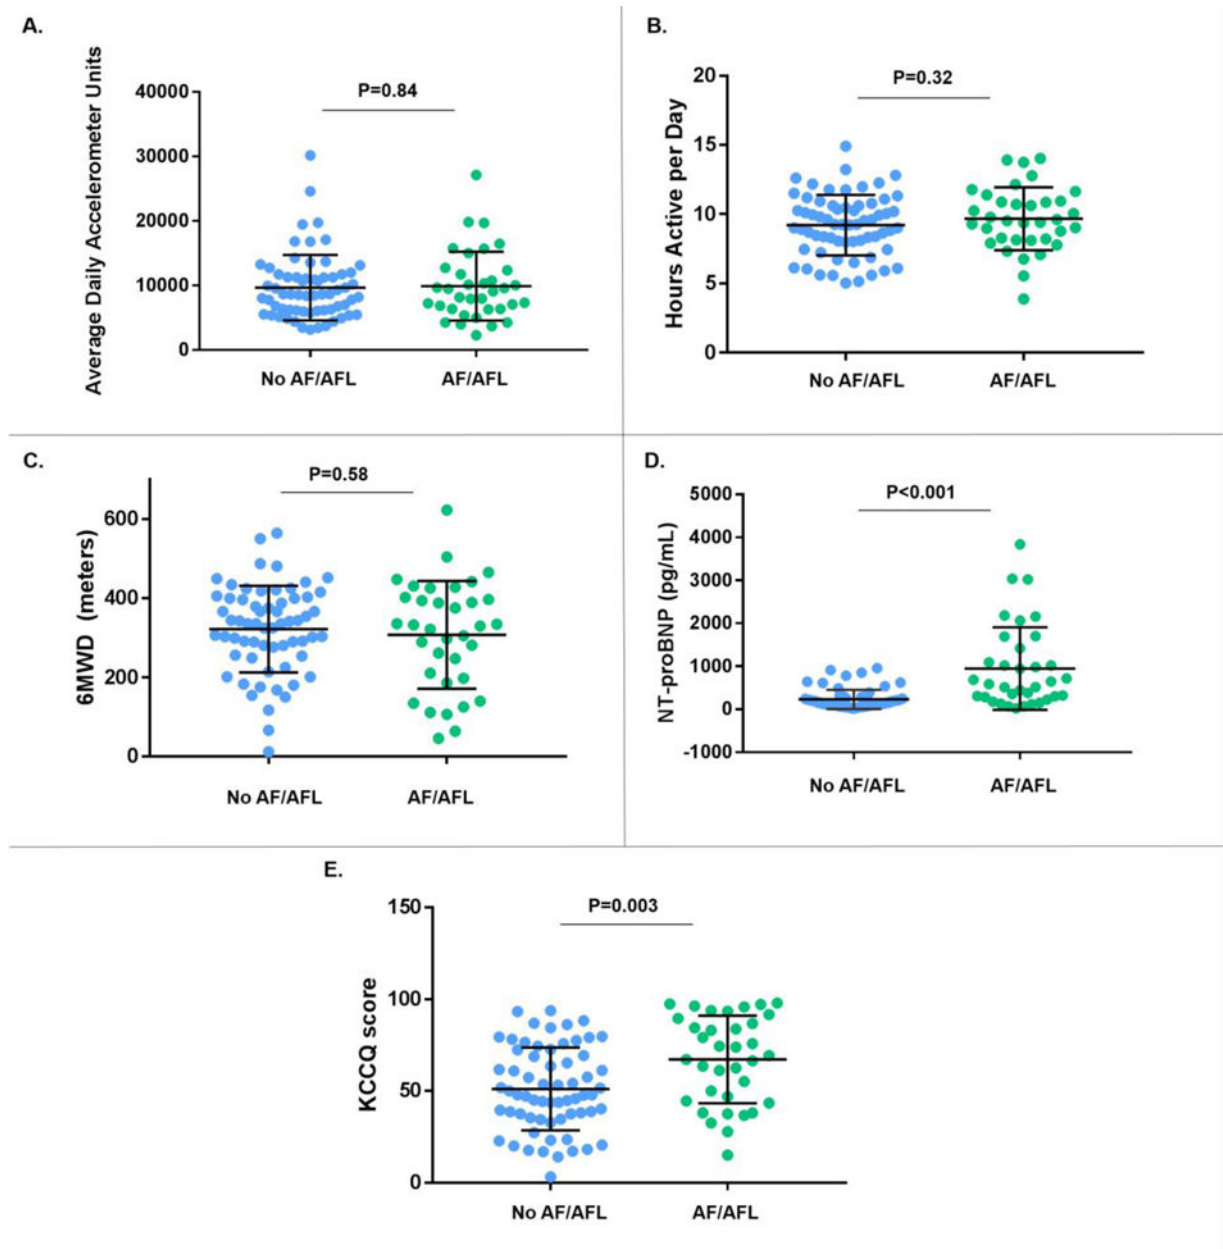 A.
Average Daily Accelerometer Units
P=0.84
40000
30000
20000
10000
0
No AF/AFL AF/AFL
B.
Hours Active per Day
P=0.32
20
15
10
5
0
No AF/AFL AF/AFL
C.
6MWD (meters)
P=0.58
600
400
200
0
No AF/AFL AF/AFL
D.
NT-proBNP (pg/mL)
P<0.001
5000
4000
3000
2000
1000
0
-1000
No AF/AFL AF/AFL
E.
KCCQ score
P=0.003
150
100
50
0
No AF/AFL AF/AFL